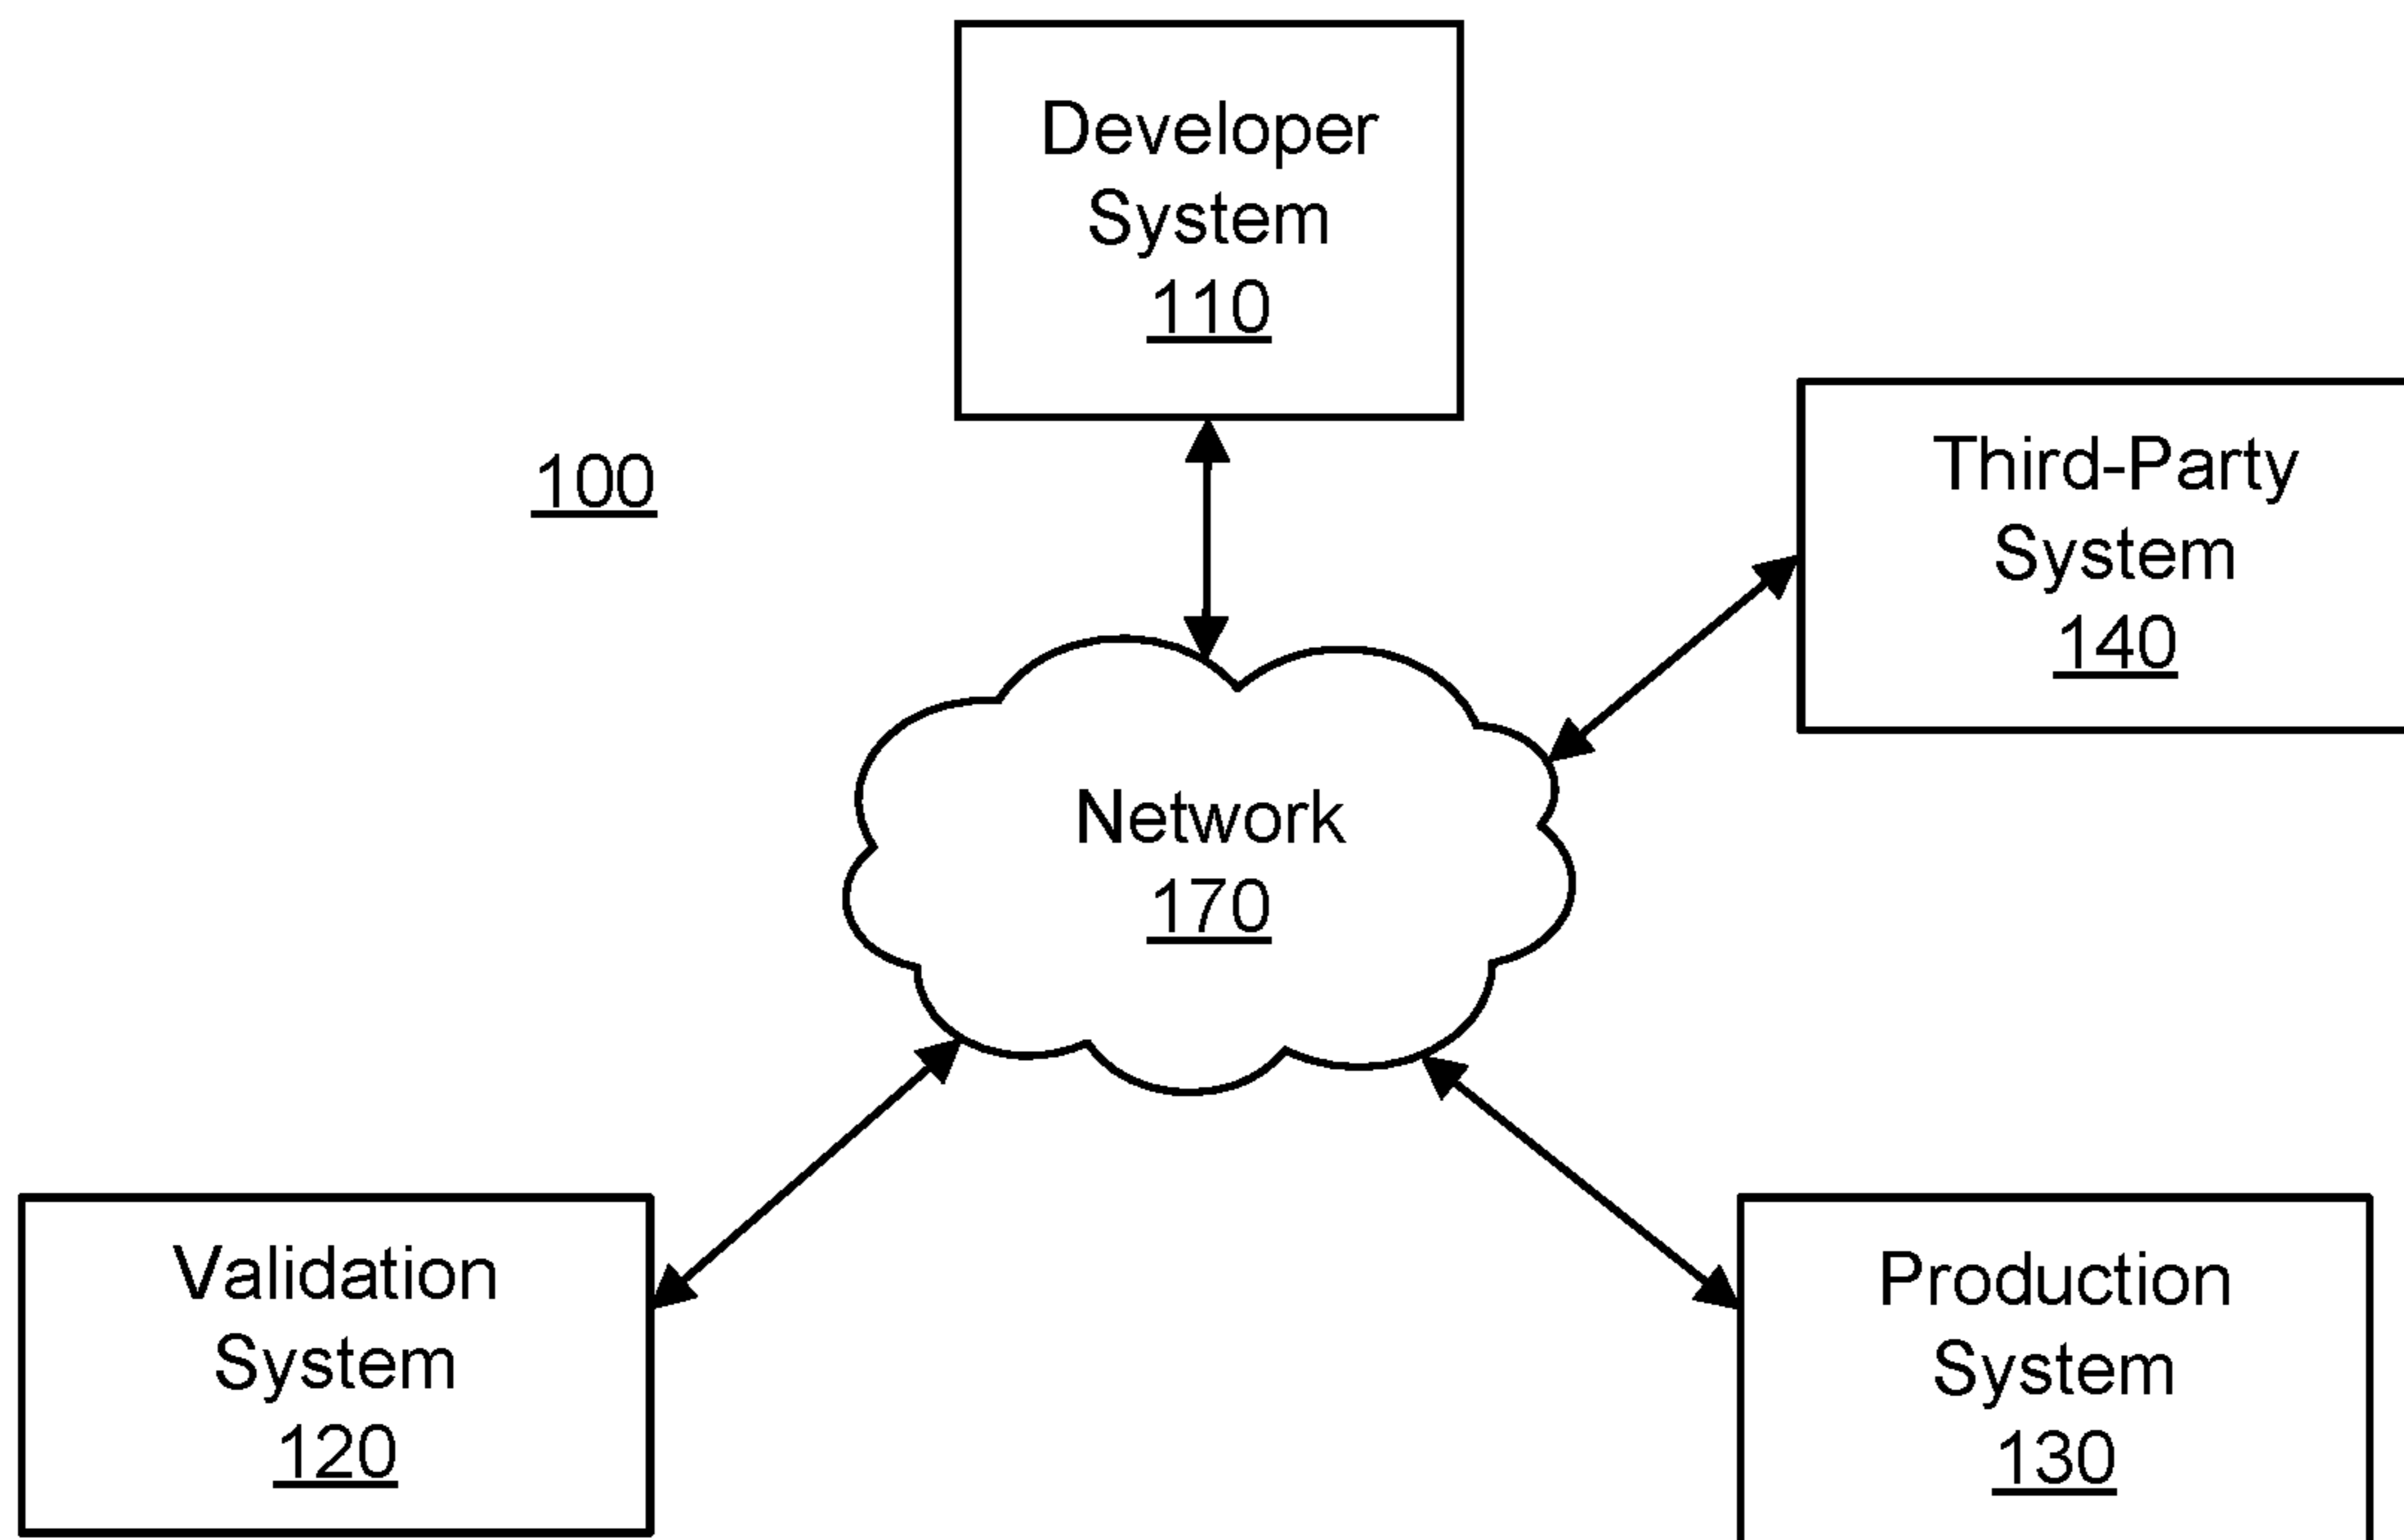 Developer
System
110
100
Third-Party
System
140
Network
170
Validation
System
120
Production
System
130